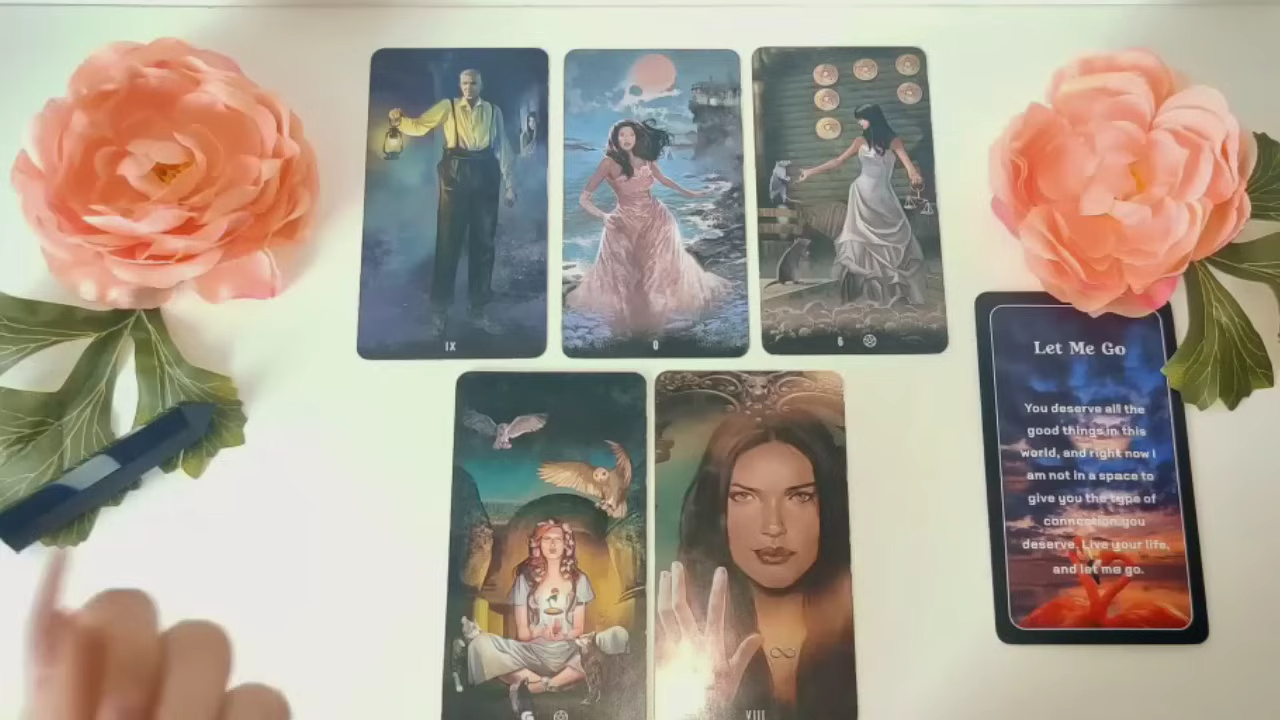 IX
0
6
Let Me Go
You deserve all the
good things in this
world, and right now I
am not in a space to
give you the type of
connection you
deserve. Live your life,
and let me go.
VIII